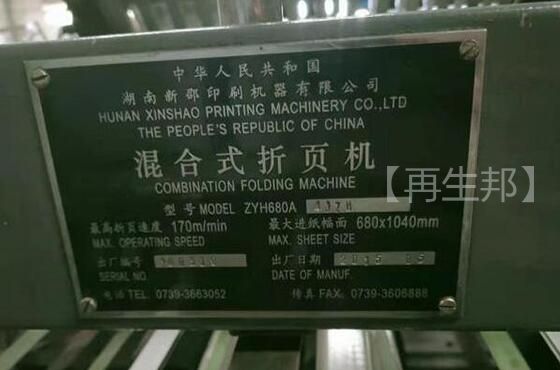 中华人民共和国
湖南新邵印刷机器有限公司
HUNAN XINSHAO PRINTING MACHINERY CO.,LTD
THE PEOPLE'S REPUBLIC OF CHINA
混合式折页机
COMBINATION FOLDING MACHINE
型号 MODEL ZYH680A
最高折页速度 170m/min 最大进纸幅面 680x1040mm
MAX. OPERATING SPEED MAX. SHEET SIZE
出厂编号 出厂日期 2015 05
SERIAL NO. DATE OF MANUF.
电话 TEL. 0739-3663052 传真 FAX: 0739-3606888
【再生邦】